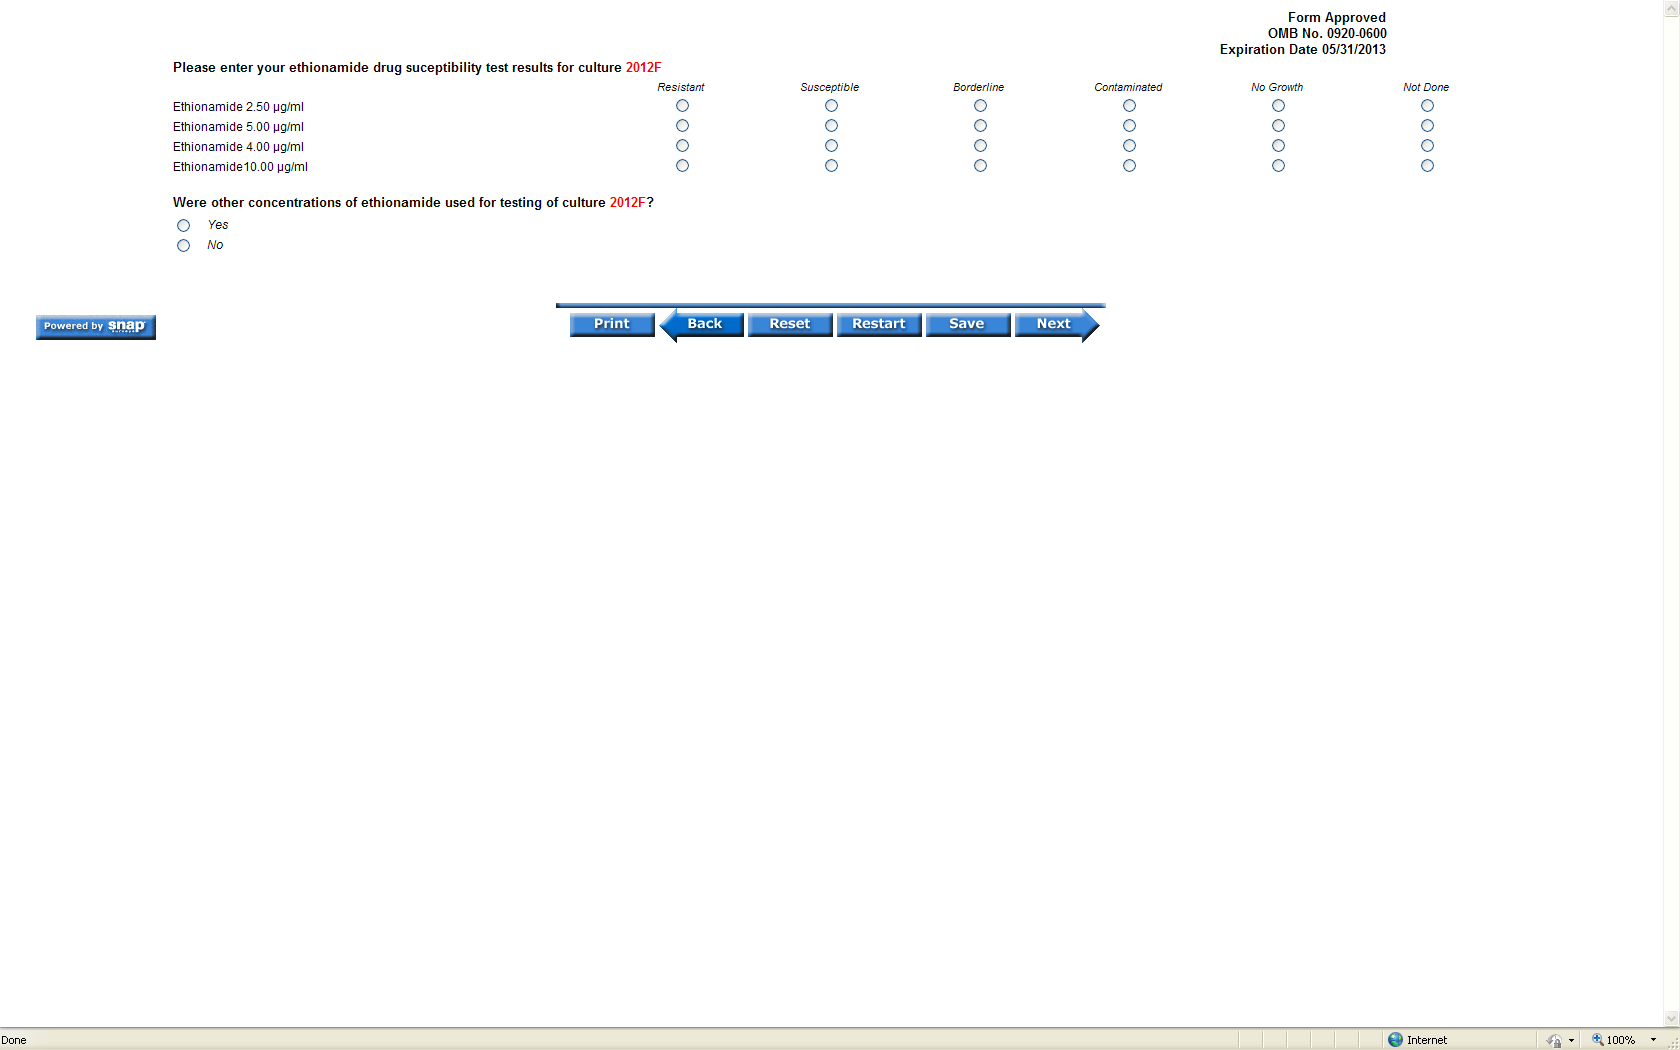 Form Approved
OMB No. 0920-0600
Expiration Date 05/31/2013
Please enter your ethionamide drug suceptibility test results for culture 2012F
Resistant Susceptible Borderline Contaminated No Growth Not Done
Ethionamide 2.50 µg/ml
Ethionamide 5.00 µg/ml
Ethionamide 4.00 µg/ml
Ethionamide10.00 µg/ml
Were other concentrations of ethionamide used for testing of culture 2012F?
Yes
No
Powered by snap surveys
Print Back Reset Restart Save Next
Done Internet 100%